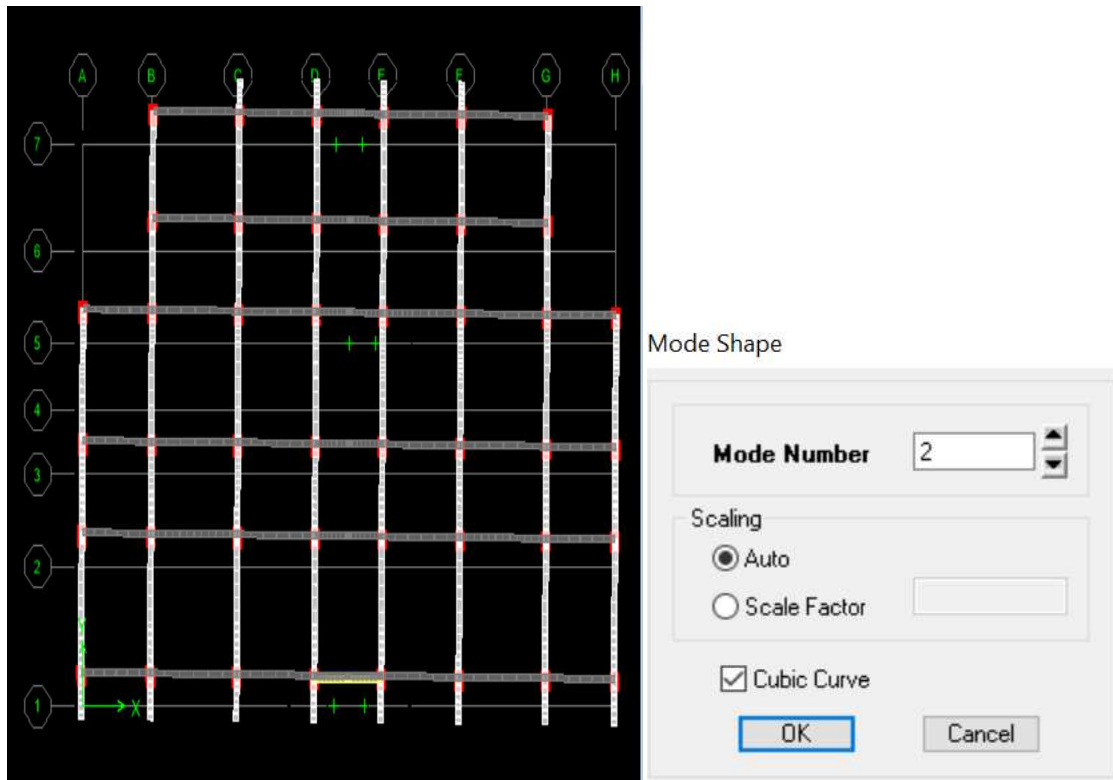 A B C D E F G H
7
6
5
Mode Shape
4
Mode Number 2
3
Scaling
Auto
2
Scale Factor
Y
Cubic Curve
X
1
OK Cancel